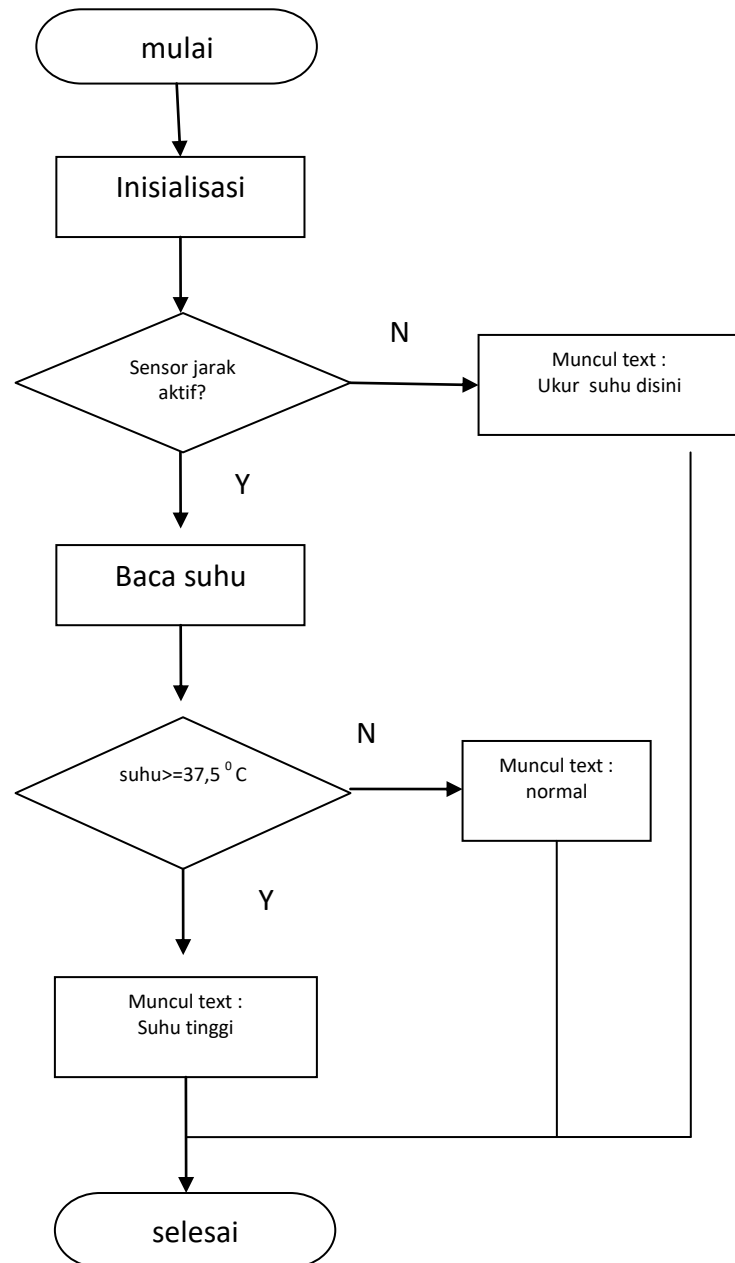 mulai
Inisialisasi
Sensor jarak
aktif?
N
Muncul text :
Ukur suhu disini
Y
Baca suhu
suhu>=37,5 ⁰ C
N
Muncul text :
normal
Y
Muncul text :
Suhu tinggi
selesai